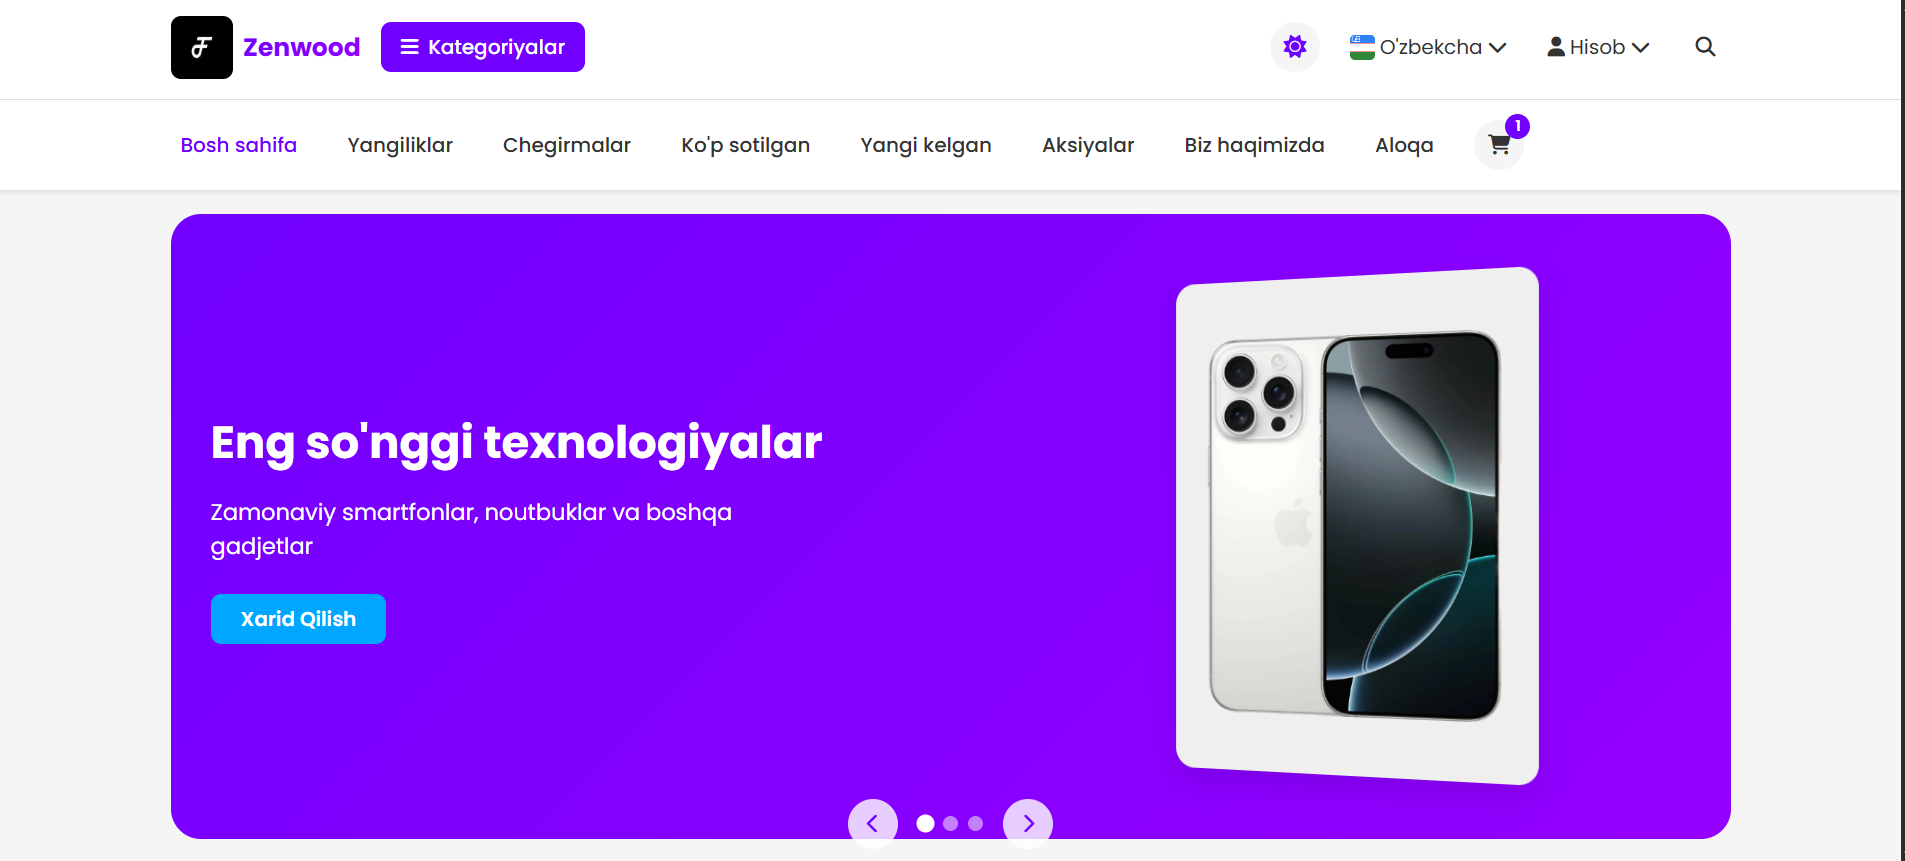 Zenwood
Kategoriyalar
O'zbekcha
Hisob
Bosh sahifa
Yangiliklar
Chegirmalar
Ko'p sotilgan
Yangi kelgan
Aksiyalar
Biz haqimizda
Aloqa
1
Eng so'nggi texnologiyalar
Zamonaviy smartfonlar, noutbuklar va boshqa
gadjetlar
Xarid Qilish